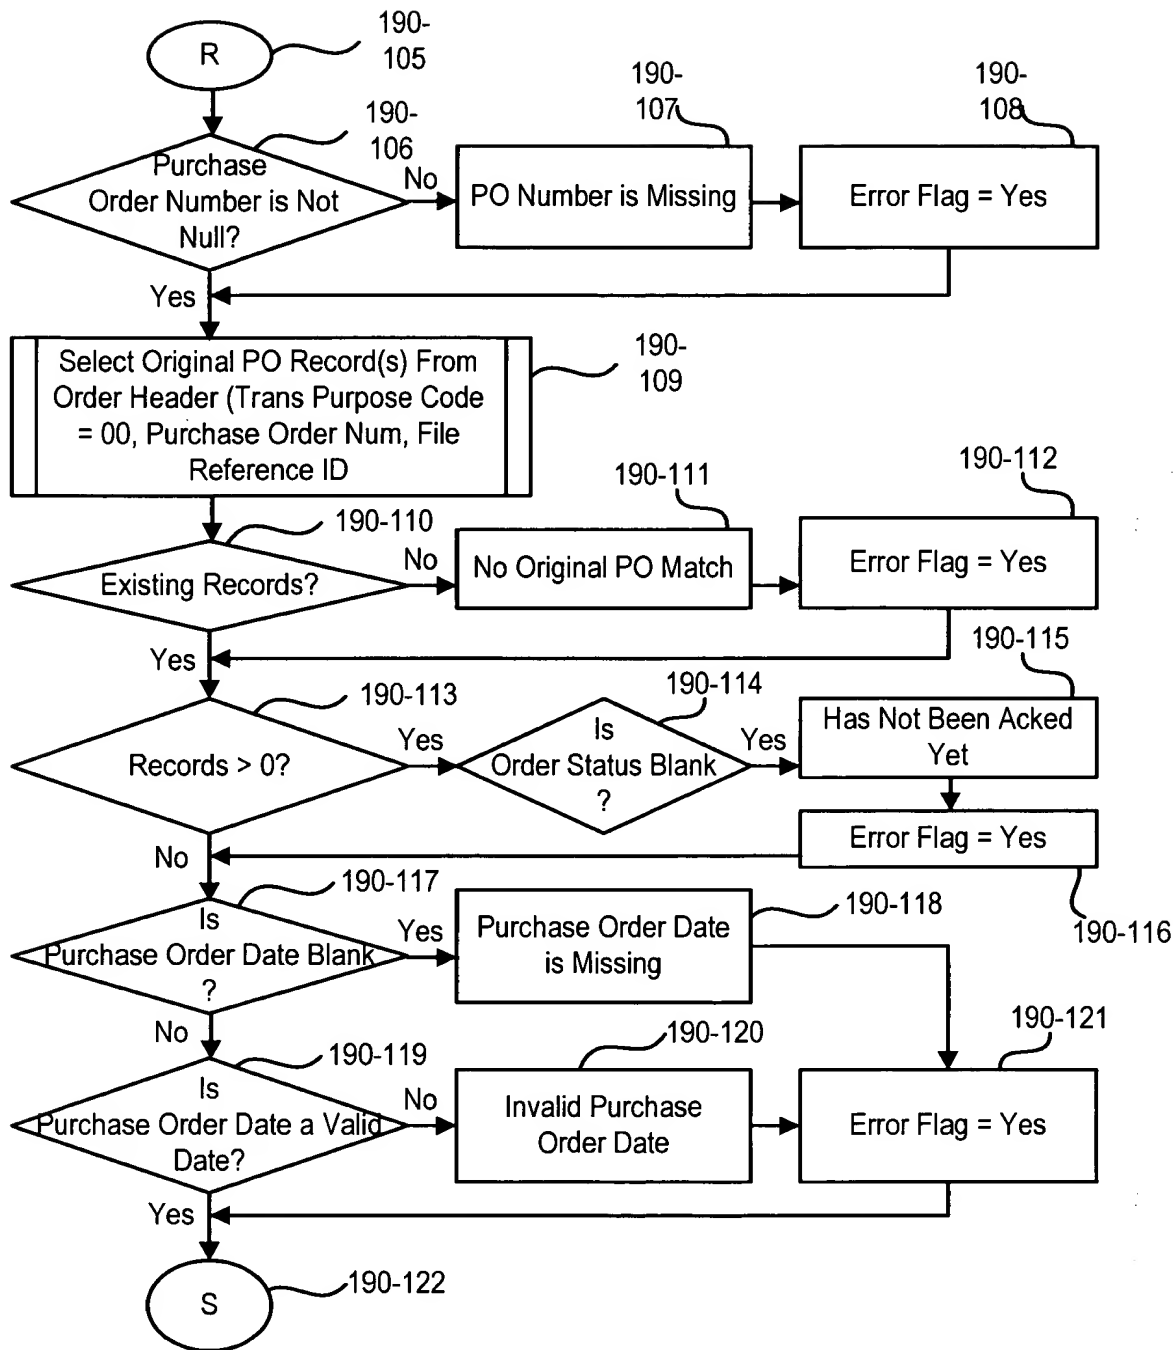 R
190-
105
190-
106
Purchase
Order Number is Not
Null?
No
190-
107
PO Number is Missing
190-
108
Error Flag = Yes
Yes
Select Original PO Record(s) From
Order Header (Trans Purpose Code
= 00, Purchase Order Num, File
Reference ID
190-
109
190-110
Existing Records?
No
190-111
No Original PO Match
190-112
Error Flag = Yes
Yes
190-113
Records > 0?
Yes
190-114
Is
Order Status Blank
?
Yes
190-115
Has Not Been Acked
Yet
Error Flag = Yes
190-116
No
190-117
Is
Purchase Order Date Blank
?
Yes
Purchase Order Date
is Missing
190-118
No
190-119
Is
Purchase Order Date a Valid
Date?
No
190-120
Invalid Purchase
Order Date
190-121
Error Flag = Yes
Yes
S
190-122